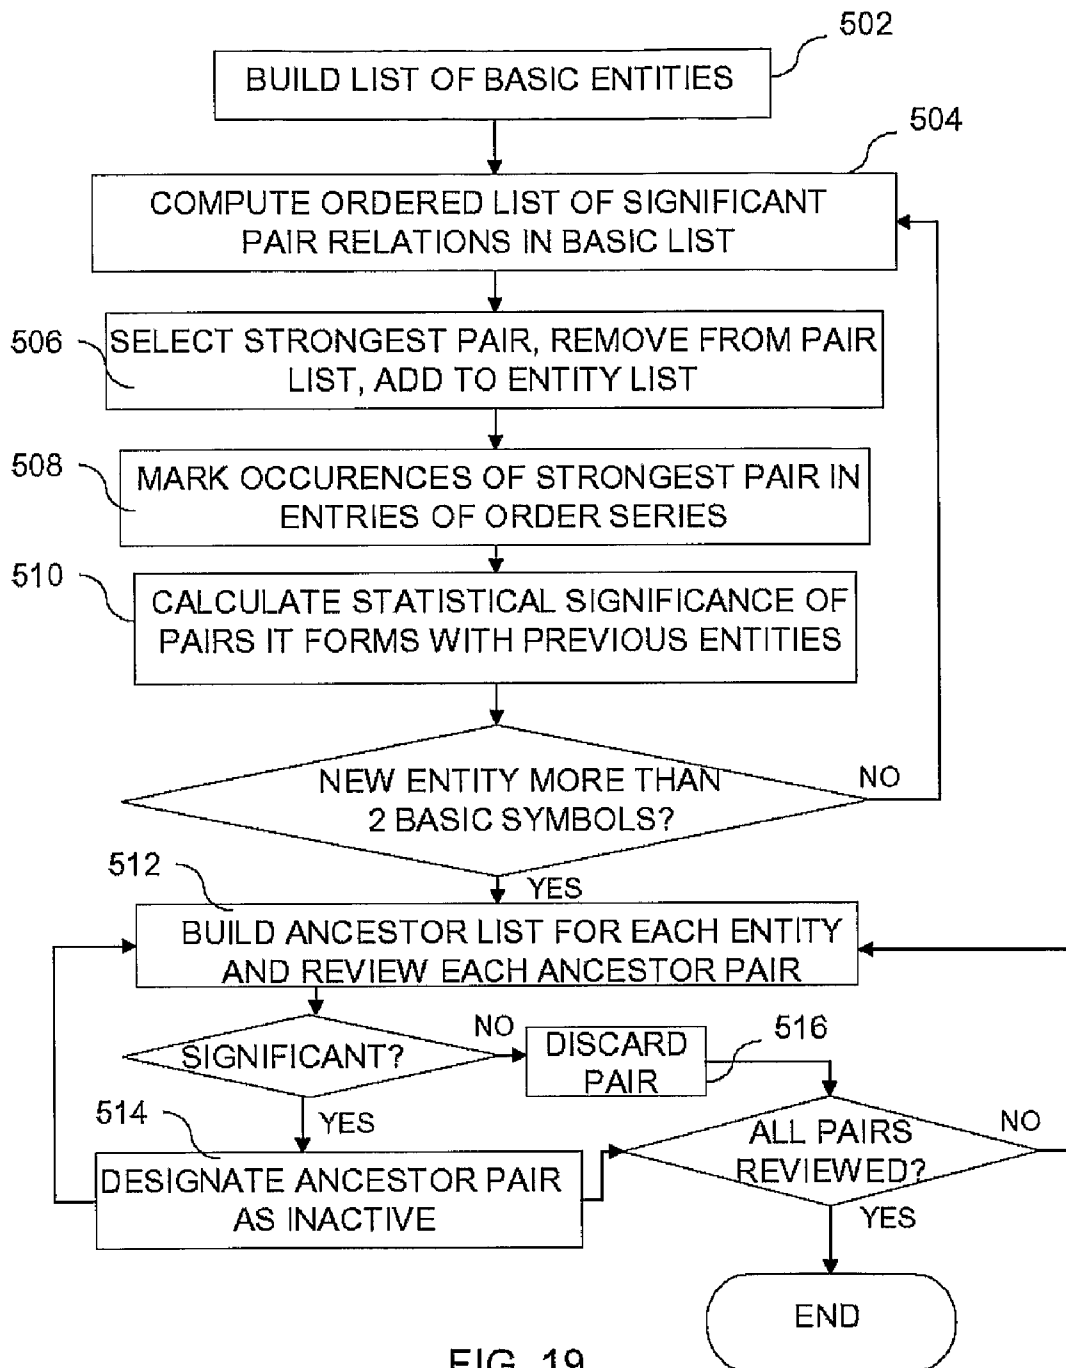 502
BUILD LIST OF BASIC ENTITIES
504
COMPUTE ORDERED LIST OF SIGNIFICANT
PAIR RELATIONS IN BASIC LIST
506
SELECT STRONGEST PAIR, REMOVE FROM PAIR
LIST, ADD TO ENTITY LIST
508
MARK OCCURENCES OF STRONGEST PAIR IN
ENTRIES OF ORDER SERIES
510
CALCULATE STATISTICAL SIGNIFICANCE OF
PAIRS IT FORMS WITH PREVIOUS ENTITIES
NEW ENTITY MORE THAN
2 BASIC SYMBOLS?
NO
YES
512
BUILD ANCESTOR LIST FOR EACH ENTITY
AND REVIEW EACH ANCESTOR PAIR
SIGNIFICANT?
NO
DISCARD
PAIR
516
YES
514
DESIGNATE ANCESTOR PAIR
AS INACTIVE
ALL PAIRS
REVIEWED?
NO
YES
END
FIG. 19